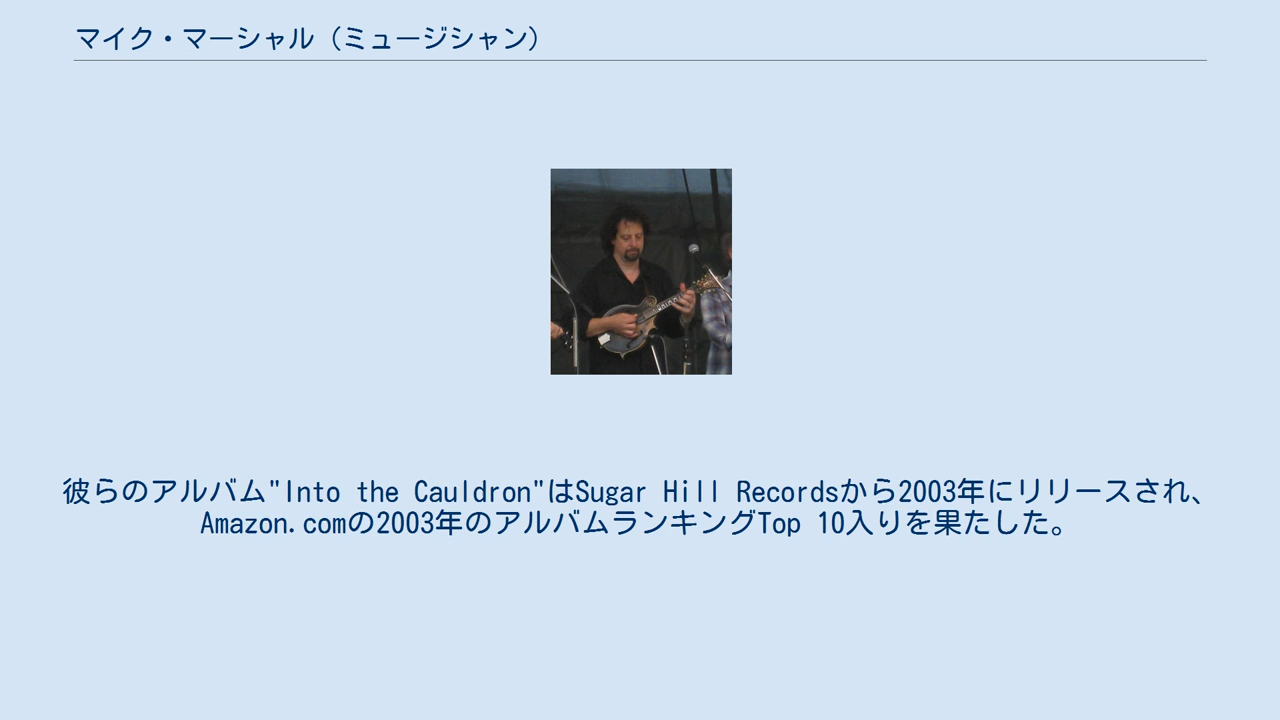 マイク・マーシャル（ミュージシャン）
彼らのアルバム"Into the Cauldron"はSugar Hill Recordsから2003年にリリースされ、
Amazon.comの2003年のアルバムランキングTop 10入りを果たした。